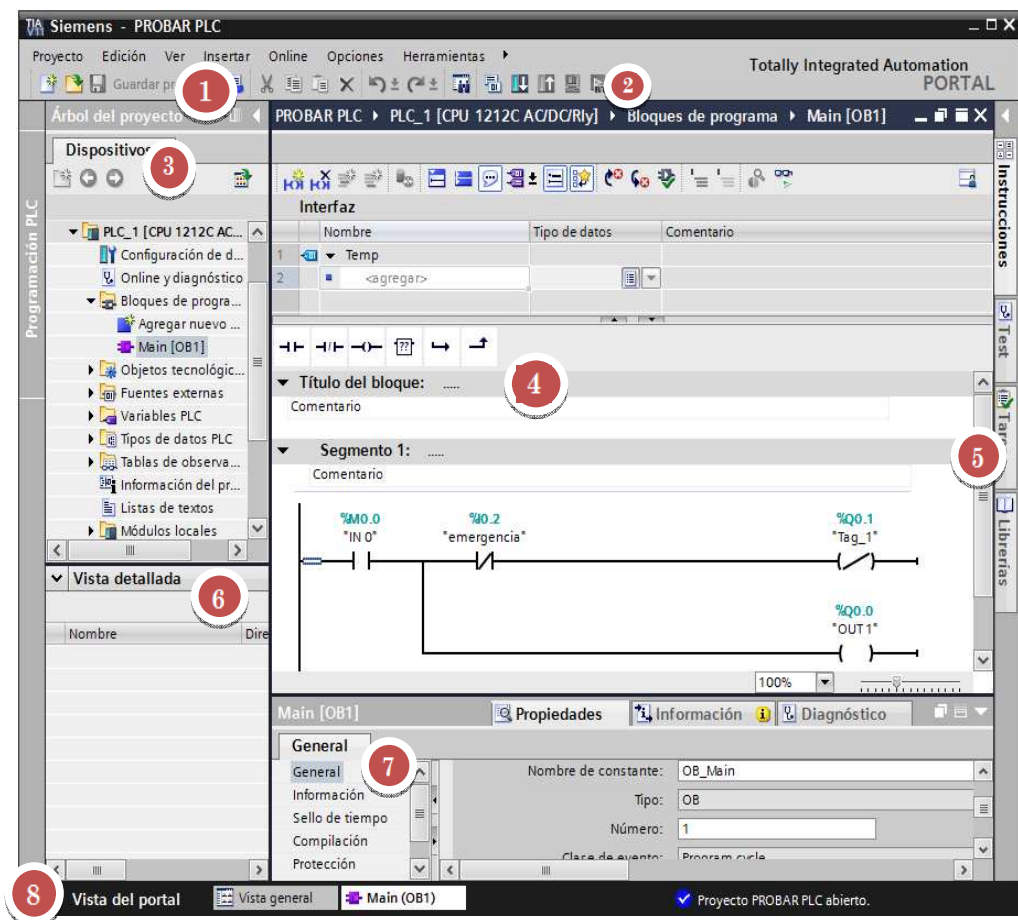 Siemens - PROBAR PLC
Proyecto Edición Ver Insertar Online Opciones Herramientas
Totally Integrated Automation
PORTAL
Guardar
1
2
Árbol del proyecto
PROBAR PLC PLC_1 [CPU 1212C AC/DC/Rly] Bloques de programa Main [OB1]
Dispositivos
3
Programación PLC
PLC_1 [CPU 1212C AC...
Configuración de d...
Online y diagnóstico
Bloques de progra...
Agregar nuevo ...
Main [OB1]
Objetos tecnológic...
Fuentes externas
Variables PLC
Tipos de datos PLC
Tablas de observa...
Información del pr...
Listas de textos
Módulos locales
Interfaz
Nombre Tipo de datos Comentario
1 Temp
2 <agregar>
??
Título del bloque: .....
4
Comentario
Segmento 1: .....
Comentario
%M0.0
"IN 0"
%I0.2
"emergencia"
%Q0.1
"Tag_1"
%Q0.0
"OUT1"
100%
Instrucciones
Test
5
Librerías
Vista detallada
6
Nombre Dire
Main [OB1]
Propiedades Información Diagnóstico
General
7
General
Información
Sello de tiempo
Compilación
Protección
Nombre de constante: OB_Main
Tipo: OB
Número: 1
Clase de evento: Program cycle
8
Vista del portal Vista general Main (OB1) Proyecto PROBAR PLC abierto.